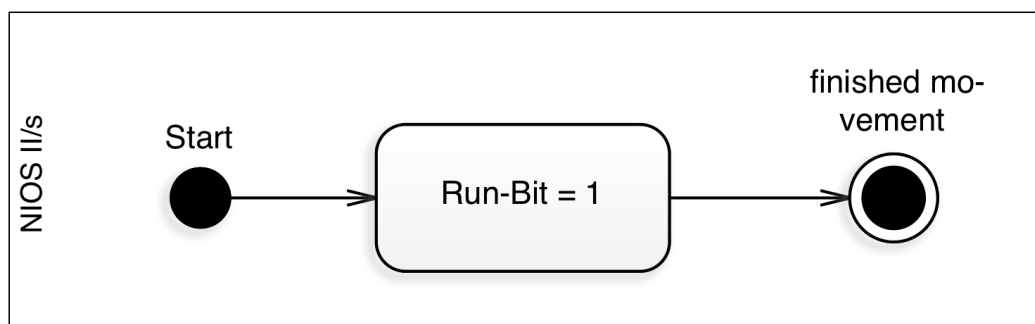 NIOS II/s
Start
Run-Bit = 1
finished mo-
vement